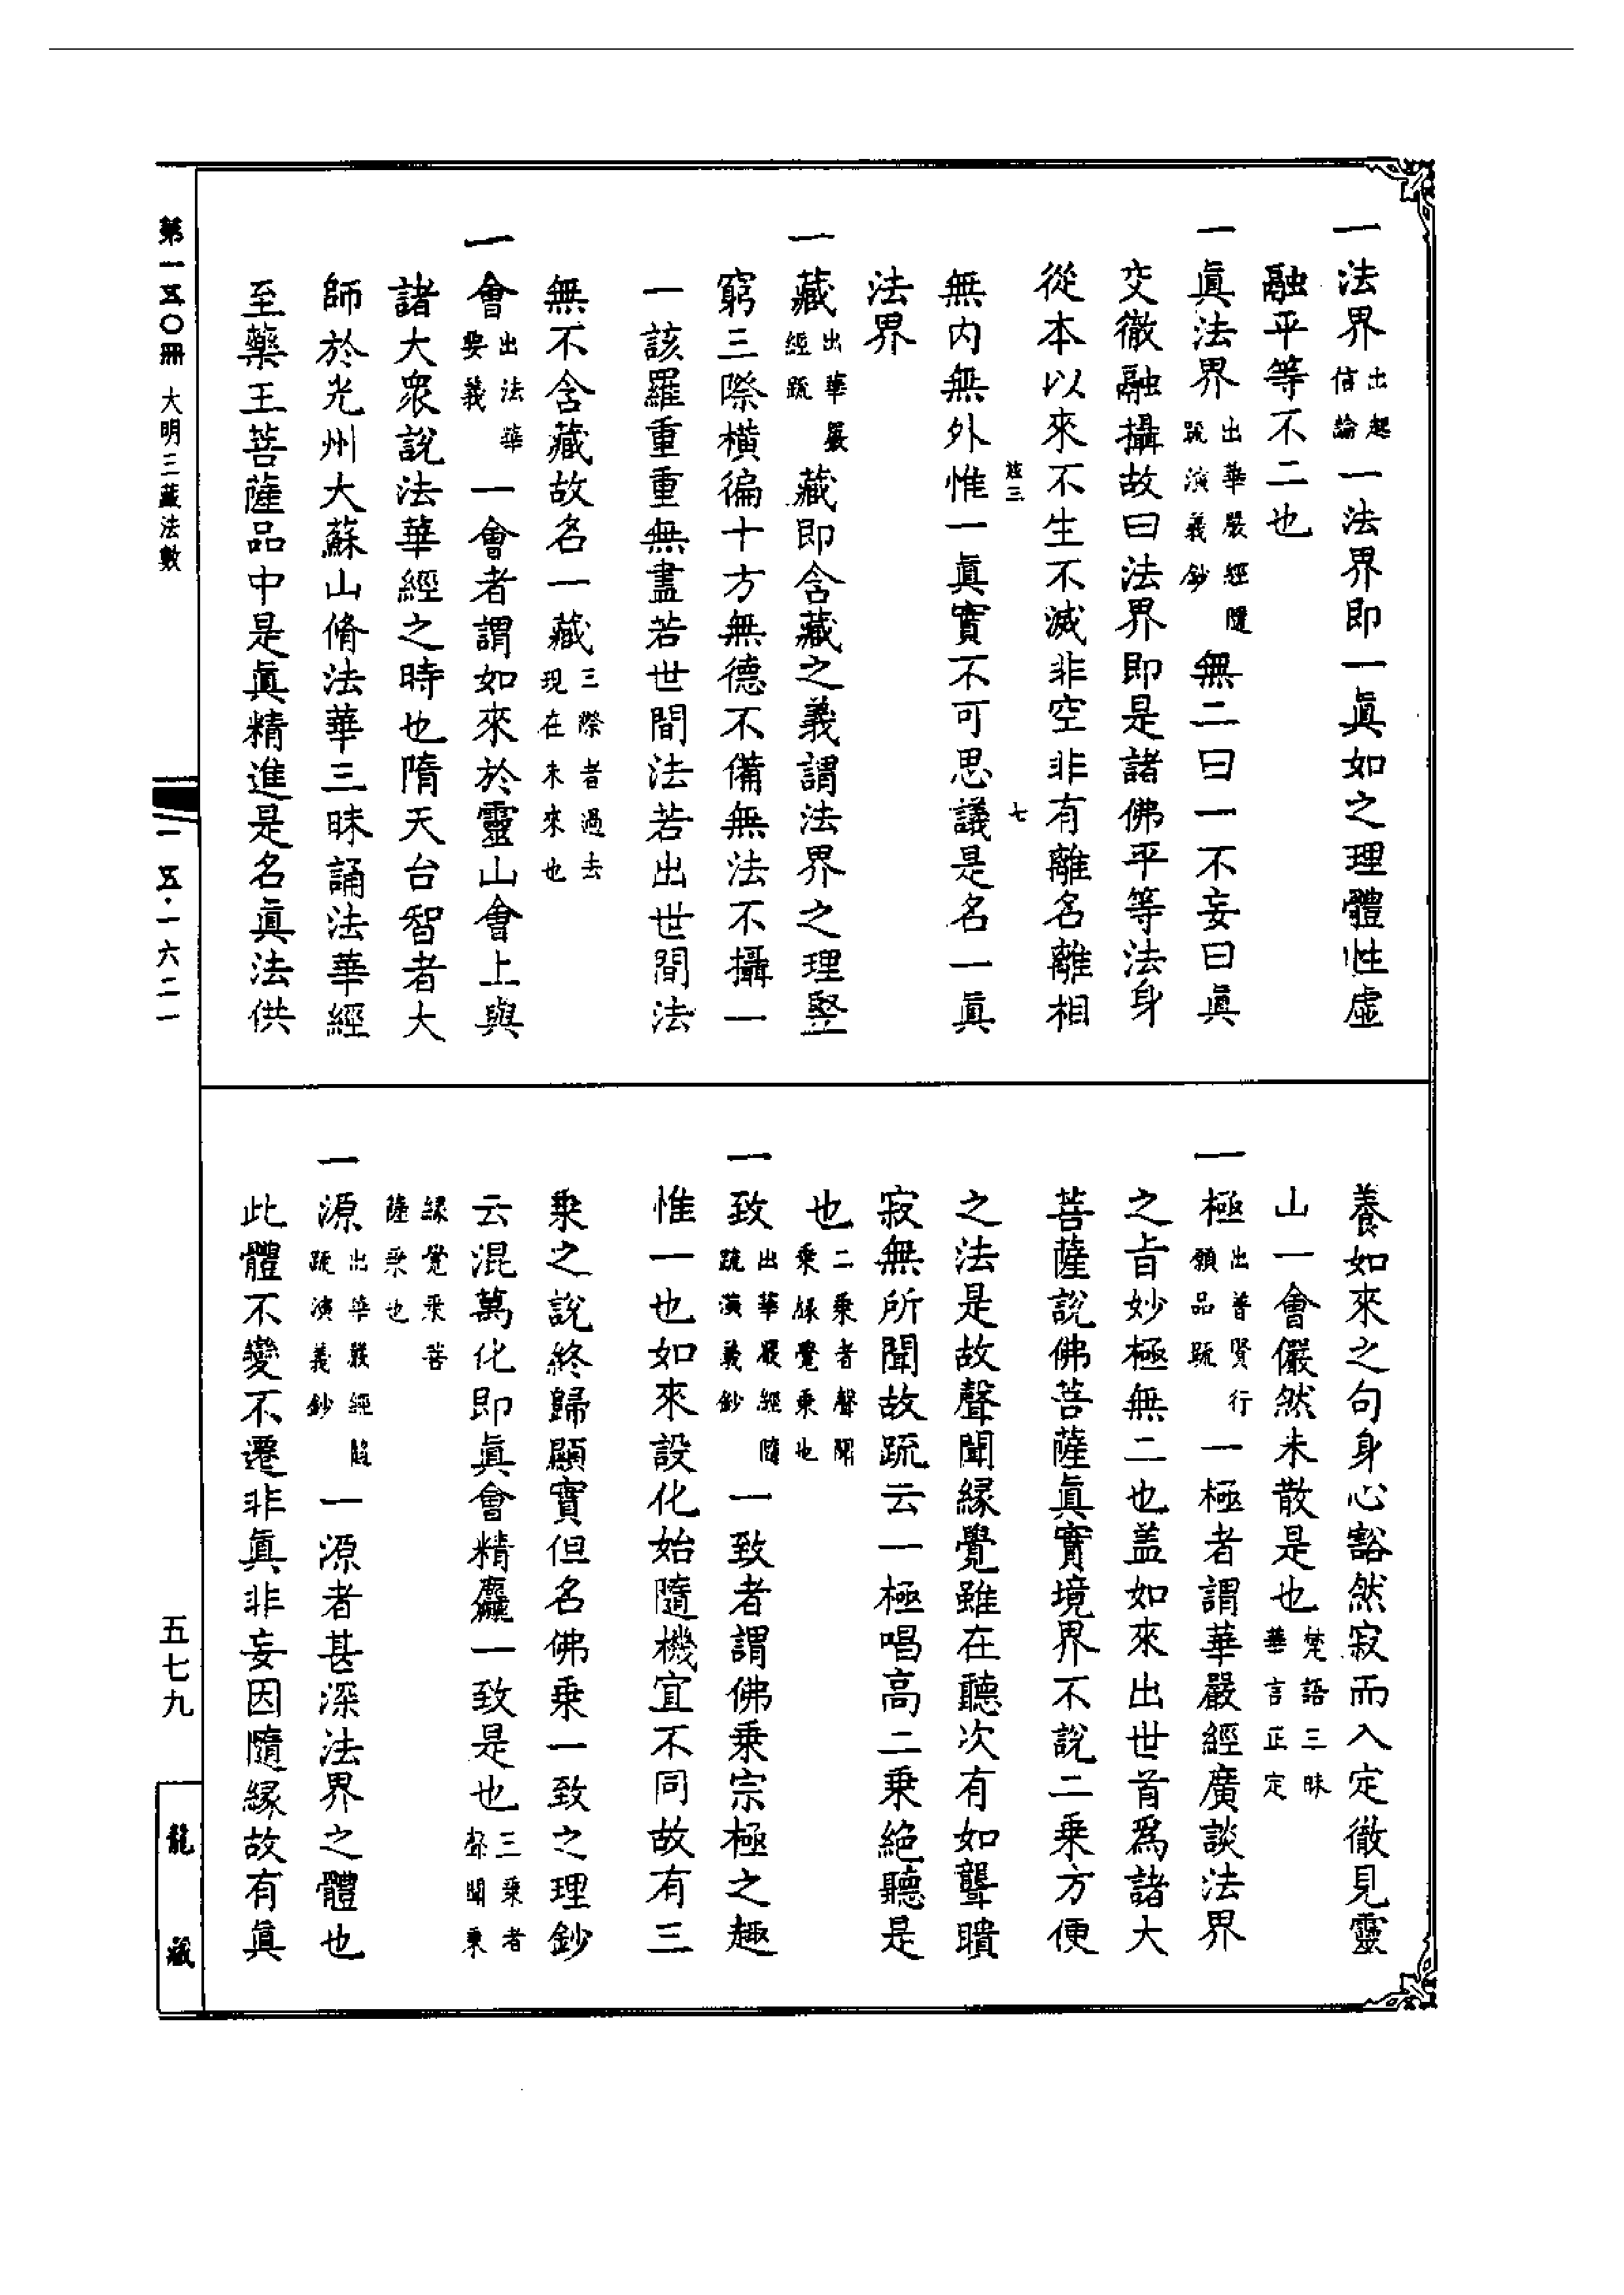 一法界出起信論一法界即一眞如之理體性虛
融平等不二也
一眞法界出華嚴經隨疏演義鈔無二曰一不妄曰眞
交徹融攝故曰法界即是諸佛平等法身
從本以來不生不滅非空非有離名離相
三 七
無内無外惟一眞實不可思議是名一眞
法界
一藏出華嚴經疏藏即含藏之義謂法界之理竪
窮三際橫徧十方無德不備無法不攝一
一該羅重重無盡若世間法若出世間法
無不含藏故名一藏三際者過去現在未來也
一會出法華要義一會者謂如來於靈山會上與
諸大衆說法華經之時也隋天台智者大
師於光州大蘇山脩法華三昧誦法華經
至藥王菩薩品中是眞精進是名眞法供
養如來之句身心豁然寂而入定徹見靈
山一會儼然未散是也梵語三昧華言正定
一極出普賢行願品疏一極者謂華嚴經廣談法界
之旨妙極無二也盖如來出世首爲諸大
菩薩說佛菩薩眞實境界不說二乗方便
之法是故聲聞緣覺雖在聽次有如聾瞶
寂無所聞故疏云一極唱高二乗絶聽是
也二乗者聲聞乗緣覺乗也
一致出華嚴經隨疏演義鈔一致者謂佛乗宗極之趣
惟一也如來設化始隨機宜不同故有三
乗之說終歸顯實但名佛乗一致之理鈔
云混萬化即眞會精麤一致是也三乗者聲聞乗
緣覺乗菩薩乗也
一源出華嚴經隨疏演義鈔一源者甚深法界之體也
此體不變不遷非眞非妄因隨緣故有眞
第一五〇冊 大明三藏法數
一五·一六二一
五七九
龍藏